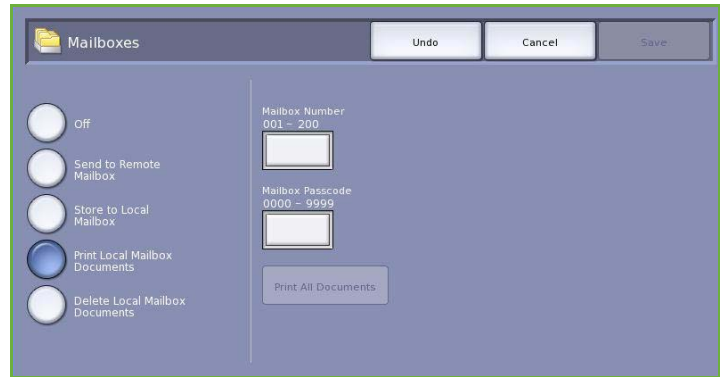 Mailboxes
Undo
Cancel
Save
Off
Send to Remote
Mailbox
Store to Local
Mailbox
Print Local Mailbox
Documents
Delete Local Mailbox
Documents
Mailbox Number
001 ~ 200
Mailbox Passcode
0000 ~ 9999
Print All Documents